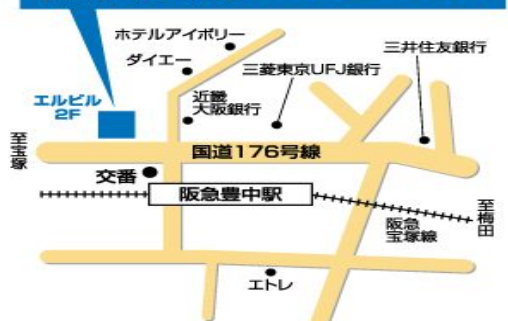 ホテルアイボリー
ダイエー
三井住友銀行
三菱東京UFJ銀行
近畿
大阪銀行
エルビル
2F
至宝塚
国道176号線
交番
阪急豊中駅
至梅田
阪急
宝塚線
エトレ